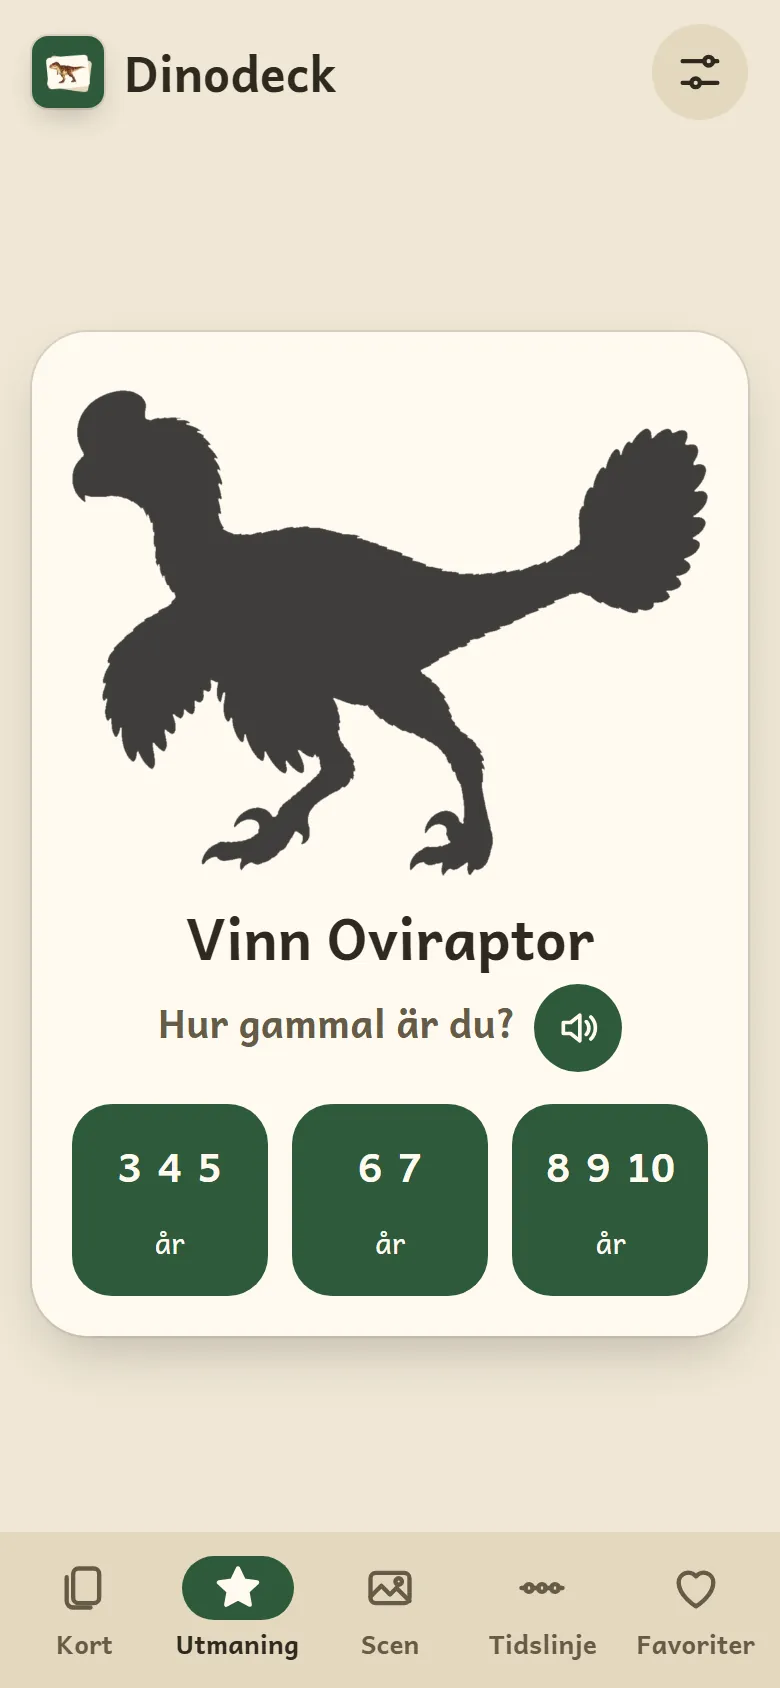 Dinodeck
Vinn Oviraptor
Hur gammal är du?
3 4 5
år
6 7
år
8 9 10
år
Kort
Utmaning
Scen
Tidslinje
Favoriter